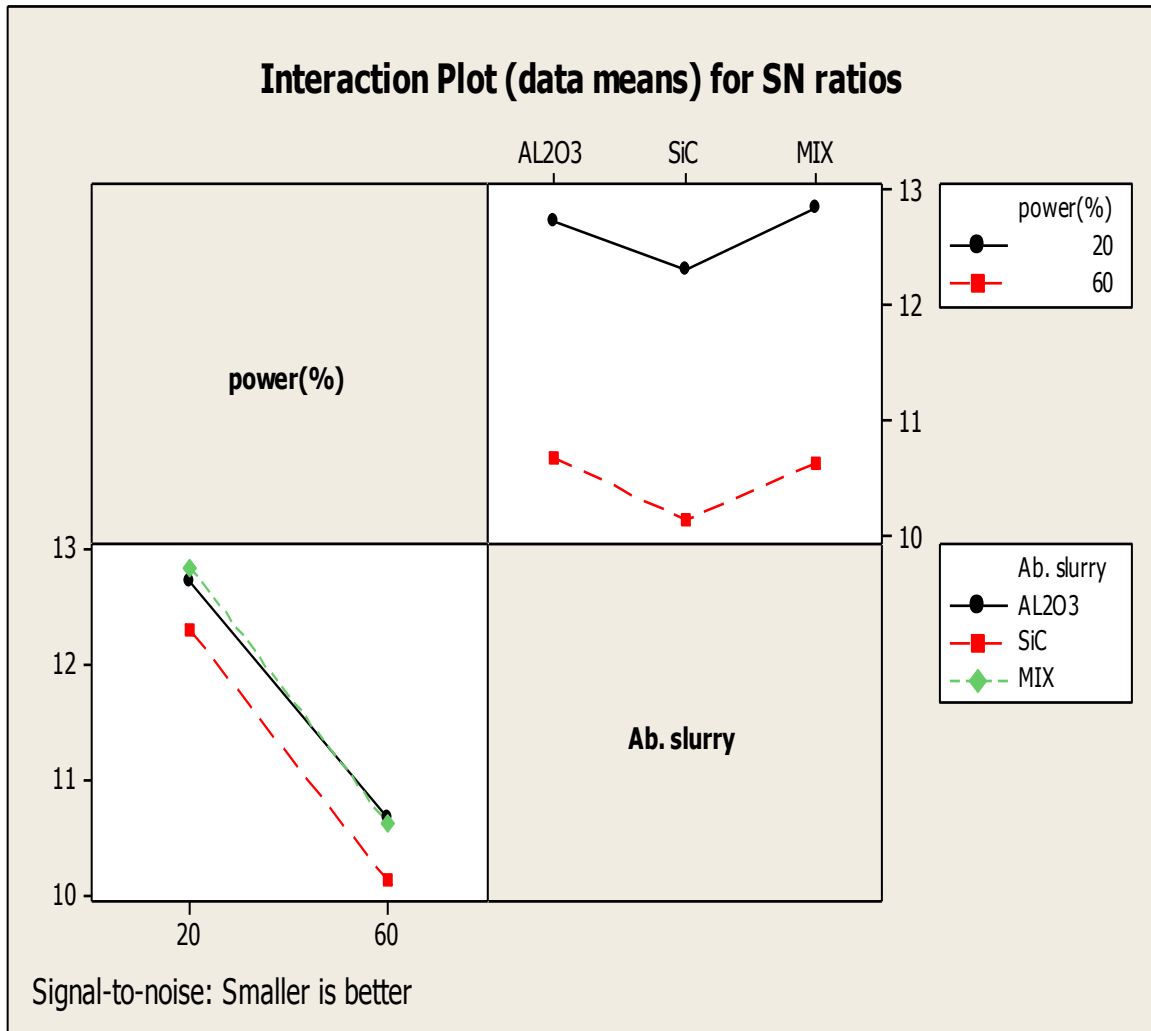 Interaction Plot (data means) for SN ratios
AL2O3 SiC MIX
power(%)
13
12
11
10
power(%)
20
60
13
12
11
10
20 60
Ab. slurry
Ab. slurry
AL2O3
SiC
MIX
Signal-to-noise: Smaller is better